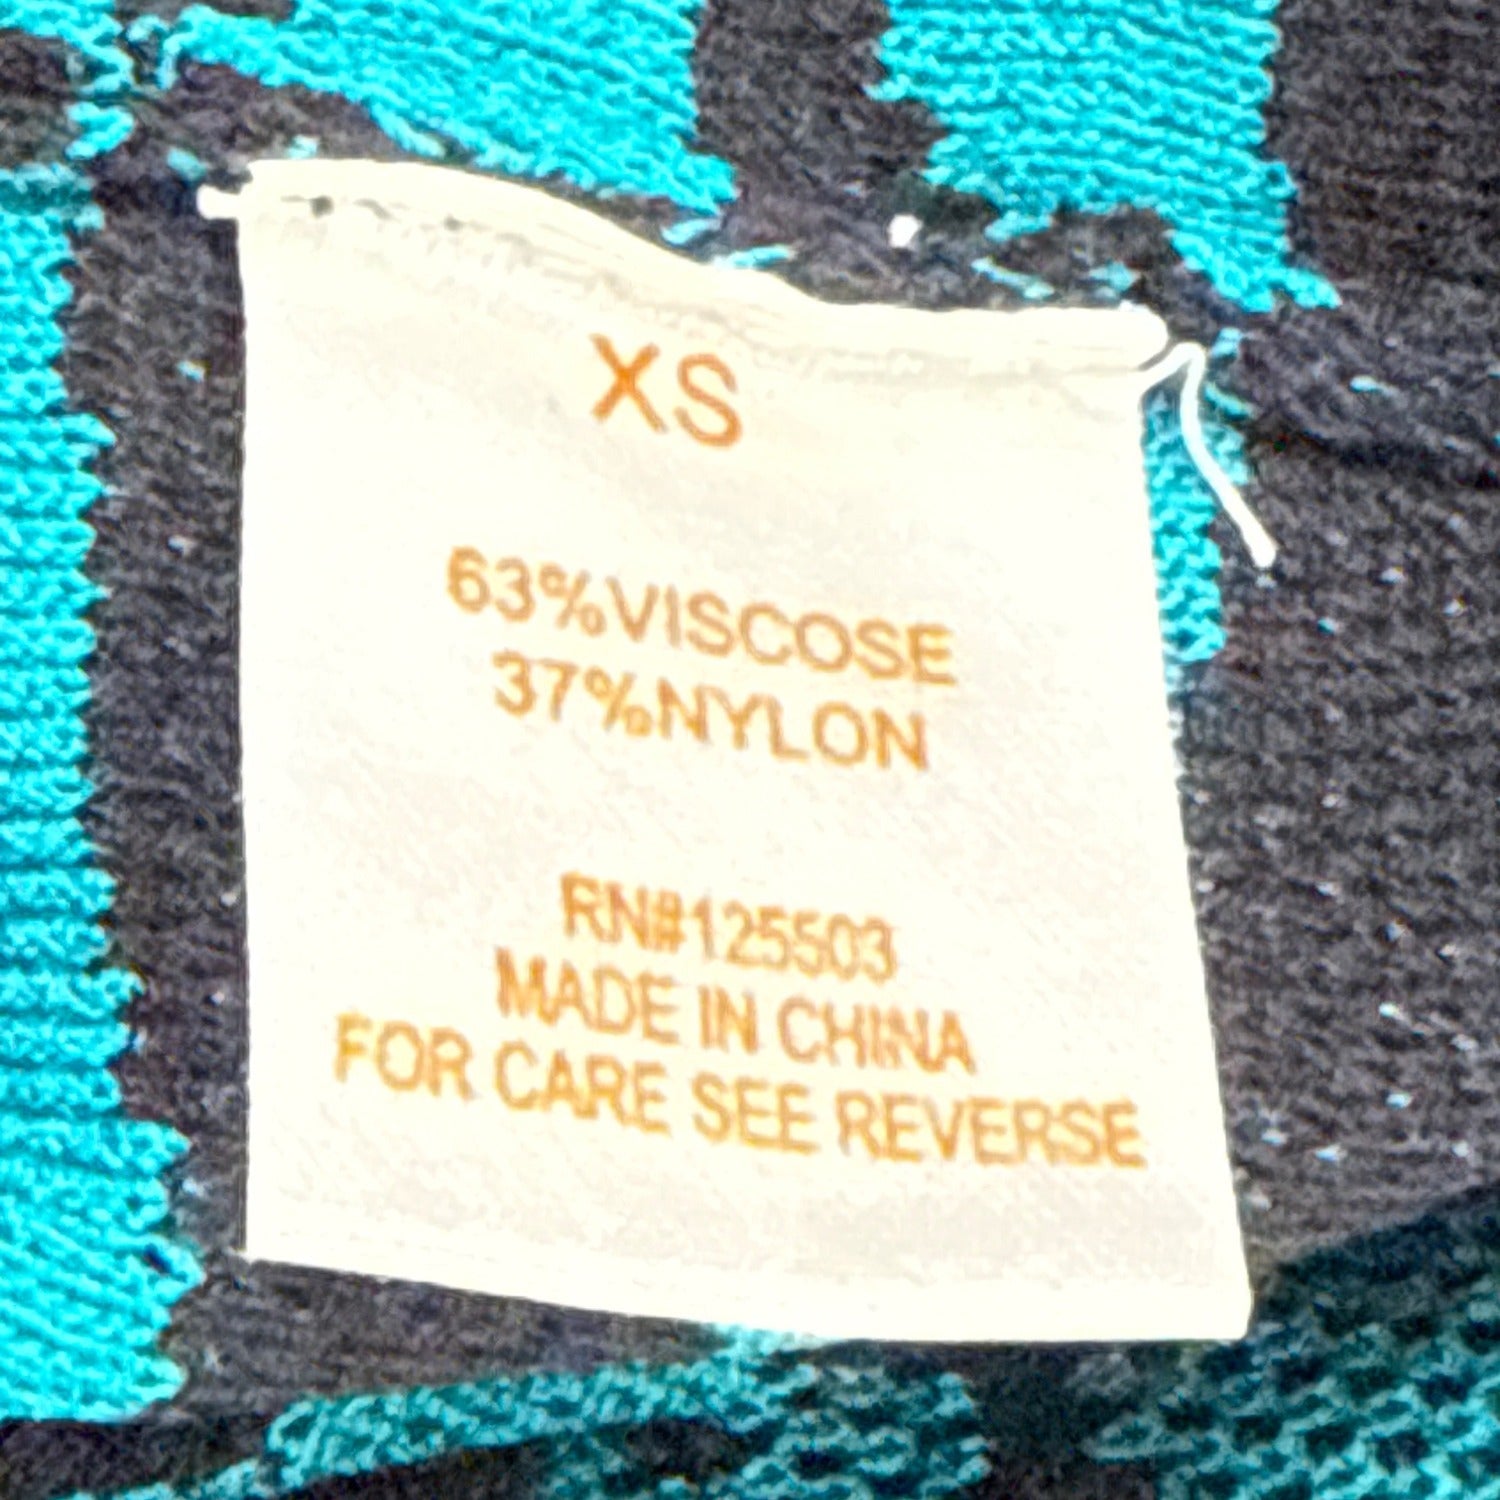 XS
63%VISCOSE
37%NYLON
RN#125503
MADE IN CHINA
FOR CARE SEE REVERSE